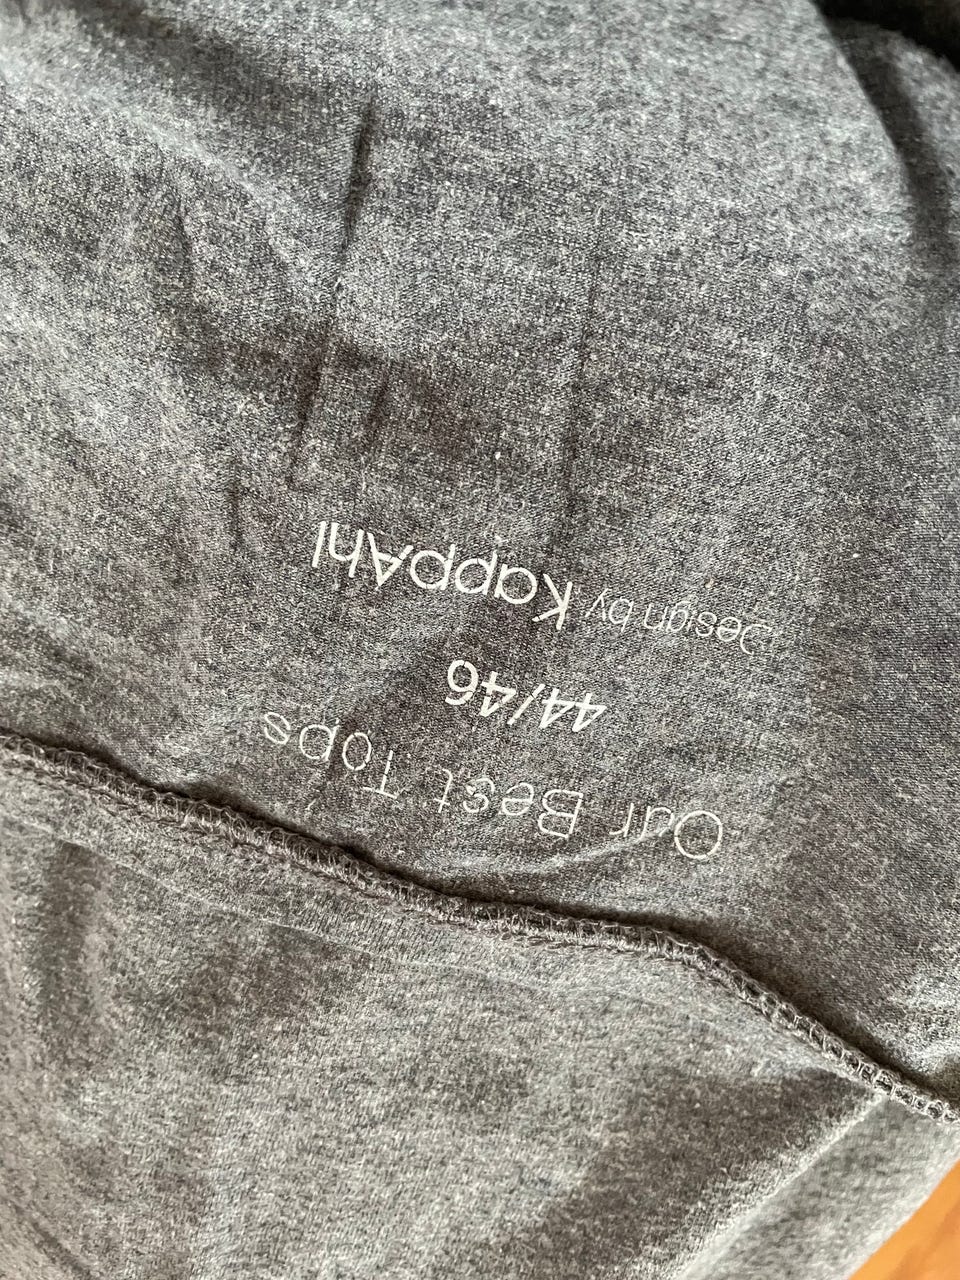 Our Best Tops
44/46
Design by KappAhl